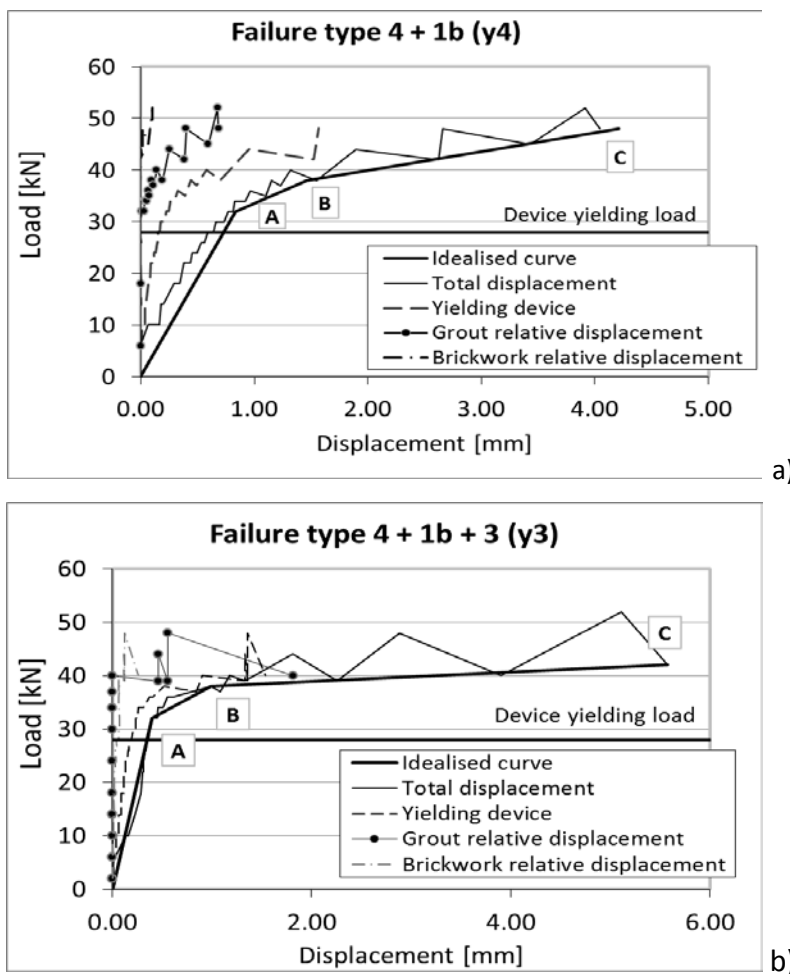 Failure type 4 + 1b (y4)
60
50
40
30
20
10
0
Load [kN]
A
B
C
Device yielding load
Idealised curve
Total displacement
Yielding device
Grout relative displacement
Brickwork relative displacement
0.00 1.00 2.00 3.00 4.00 5.00
Displacement [mm]
a)
Failure type 4 + 1b + 3 (y3)
60
50
40
30
20
10
0
Load [kN]
A
B
C
Device yielding load
Idealised curve
Total displacement
Yielding device
Grout relative displacement
Brickwork relative displacement
0.00 2.00 4.00 6.00
Displacement [mm]
b)